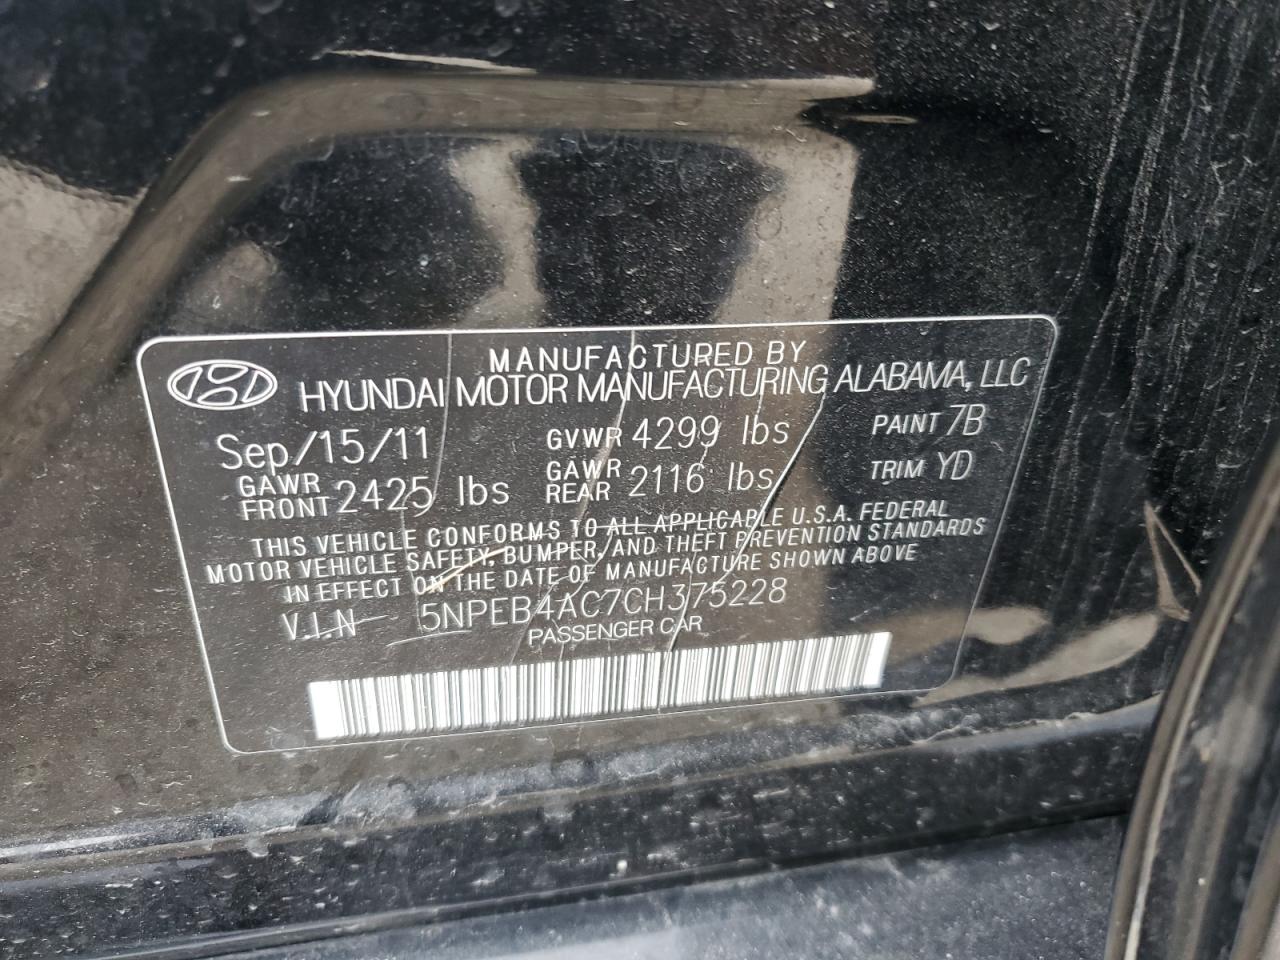 MANUFACTURED BY
HYUNDAI MOTOR MANUFACTURING ALABAMA, LLC
Sep/15/11 GVWR 4299 lbs PAINT 7B
GAWR FRONT 2425 lbs GAWR REAR 2116 lbs TRIM YD
THIS VEHICLE CONFORMS TO ALL APPLICABLE U.S.A. FEDERAL
MOTOR VEHICLE SAFETY, BUMPER, AND THEFT PREVENTION STANDARDS
IN EFFECT ON THE DATE OF MANUFACTURE SHOWN ABOVE
V.I.N 5NPEB4AC7CH375228
PASSENGER CAR